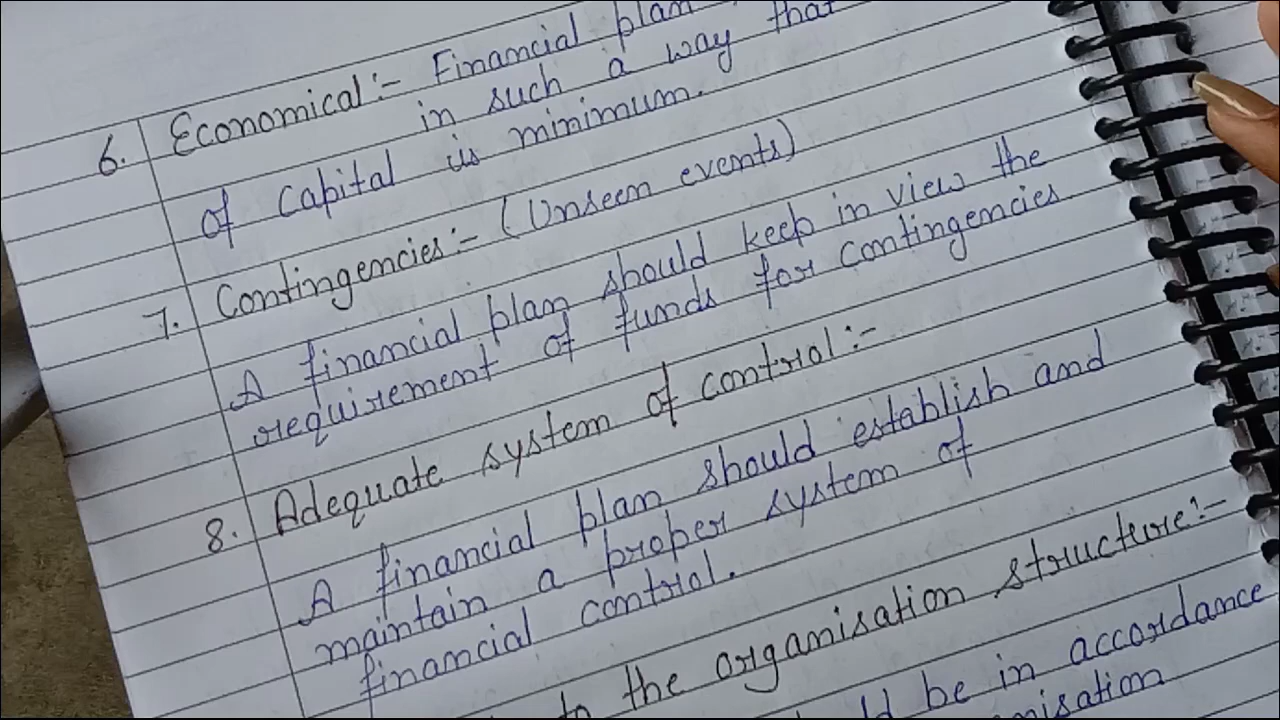 6. Economical:- Financial plan
in such a way that
of capital is minimum.
7. Contingencies:- (Unseen events)
A financial plan should keep in view the
requirement of funds for contingencies
8. Adequate system of control:-
A financial plan should establish and
maintain a proper system of
financial control.
to the organisation structure:-
be in accordance